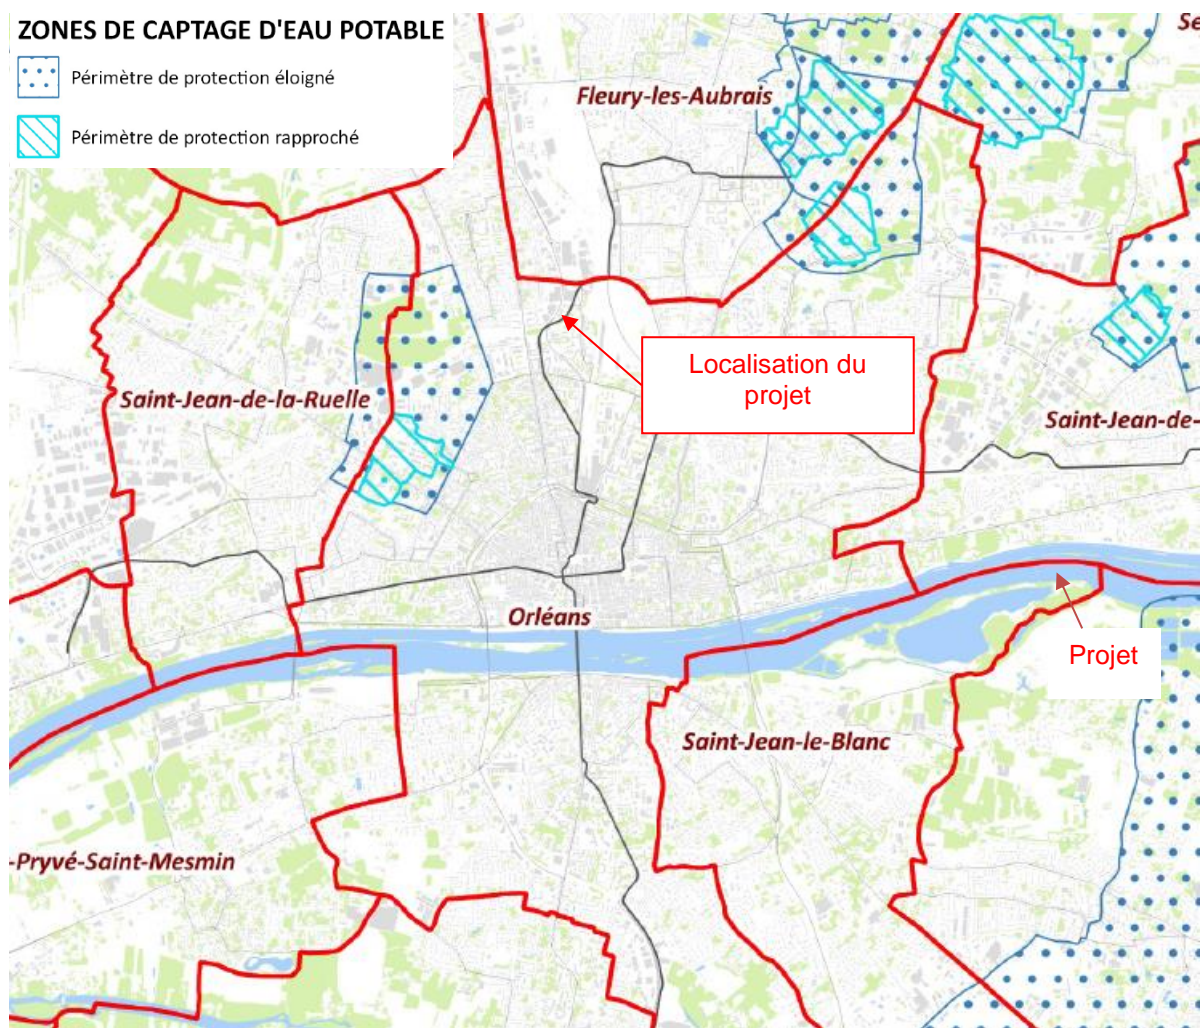 ZONES DE CAPTAGE D'EAU POTABLE
Périmètre de protection éloigné
Périmètre de protection rapproché
Se
Fleury-les-Aubrais
Localisation du
projet
Saint-Jean-de-la-Ruelle
Saint-Jean-de-
Orléans
Projet
Saint-Jean-le-Blanc
-Pryvé-Saint-Mesmin